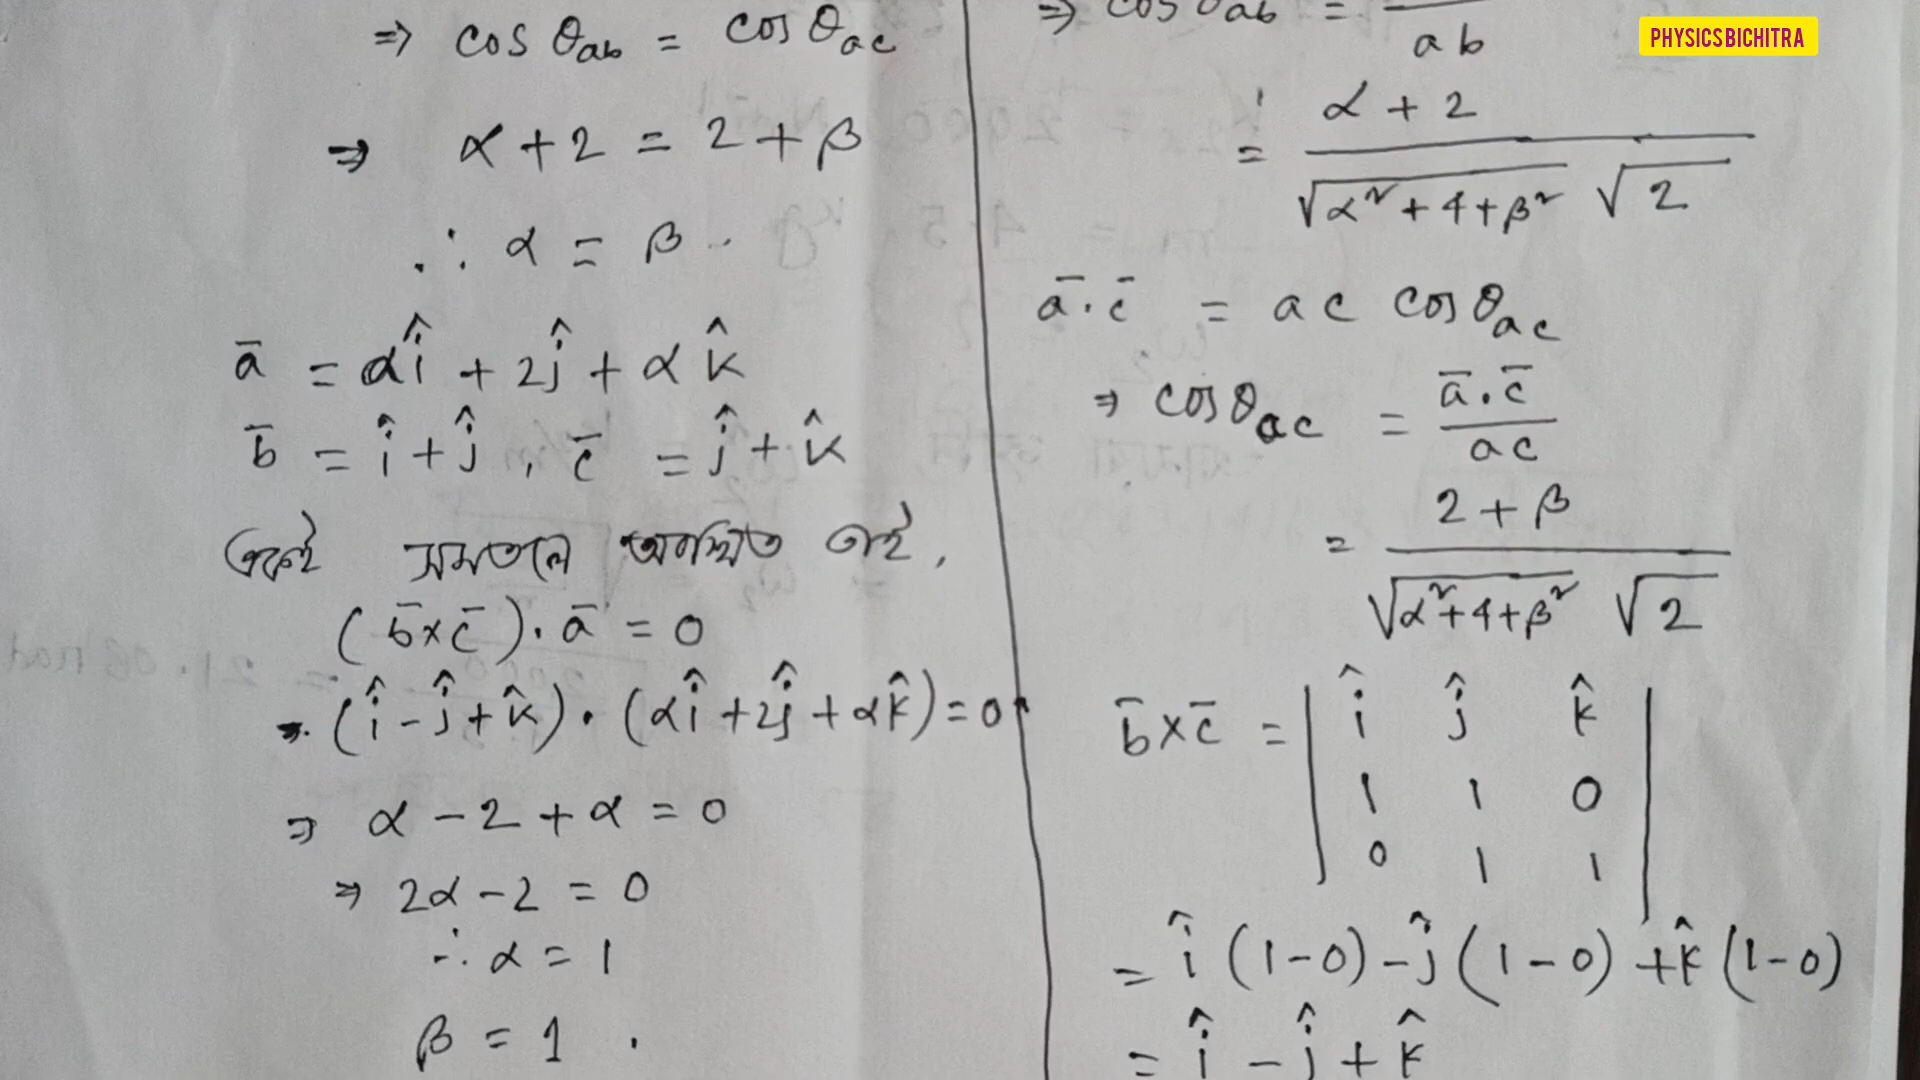 PHYSICS BICHITRA
⇒ cos θab = cos θac
⇒ α + 2 = 2 + β
∴ α = β
a̅ = αî + 2ĵ + αk̂
b̅ = î + ĵ, c̅ = ĵ + k̂
একই সমতলে অবস্থিত তাই,
(b̅ × c̅) · a̅ = 0
(î - ĵ + k̂) · (αî + 2ĵ + αk̂) = 0
⇒ α - 2 + α = 0
⇒ 2α - 2 = 0
∴ α = 1
β = 1
⇒ cos θab =
ab
= α + 2
√α² + 4 + β² √2
a̅ · c̅ = ac cos θac
⇒ cos θac = a̅ · c̅
ac
= 2 + β
√α² + 4 + β² √2
b̅ × c̅ = | î ĵ k̂ |
| 1 1 0 |
| 0 1 1 |
= î (1 - 0) - ĵ (1 - 0) + k̂ (1 - 0)
= î - ĵ + k̂